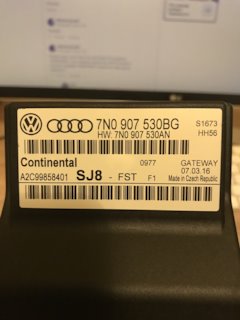 7N0 907 530BG
S1673
HW: 7N0 907 530AN
HH56
Continental
0977
GATEWAY
07.03.16
A2C99858401
SJ8 - FST
F1
Made in Czech Republic